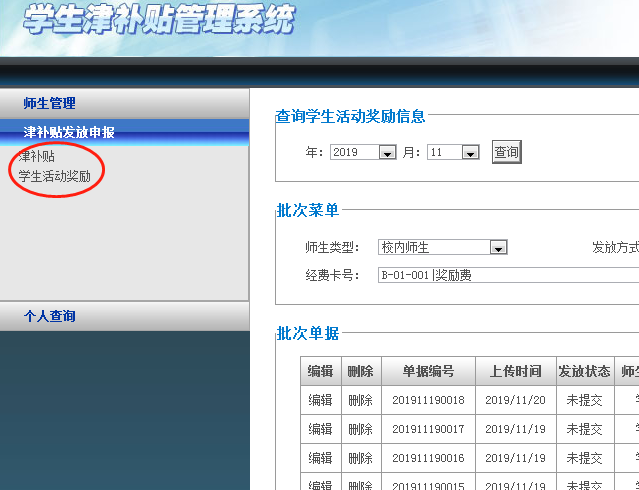 学生津补贴管理系统
师生管理
津补贴发放申报
津补贴
学生活动奖励
个人查询
查询学生活动奖励信息
年： 2019 月： 11 查询
批次菜单
师生类型： 校内师生 发放方式
经费卡号： B-01-001|奖励费
批次单据
编辑 删除 单据编号 上传时间 发放状态 师生
编辑 删除 201911190018 2019/11/20 未提交
编辑 删除 201911190017 2019/11/19 未提交
编辑 删除 201911190016 2019/11/19 未提交
编辑 删除 201911190015 2019/11/19 未提交